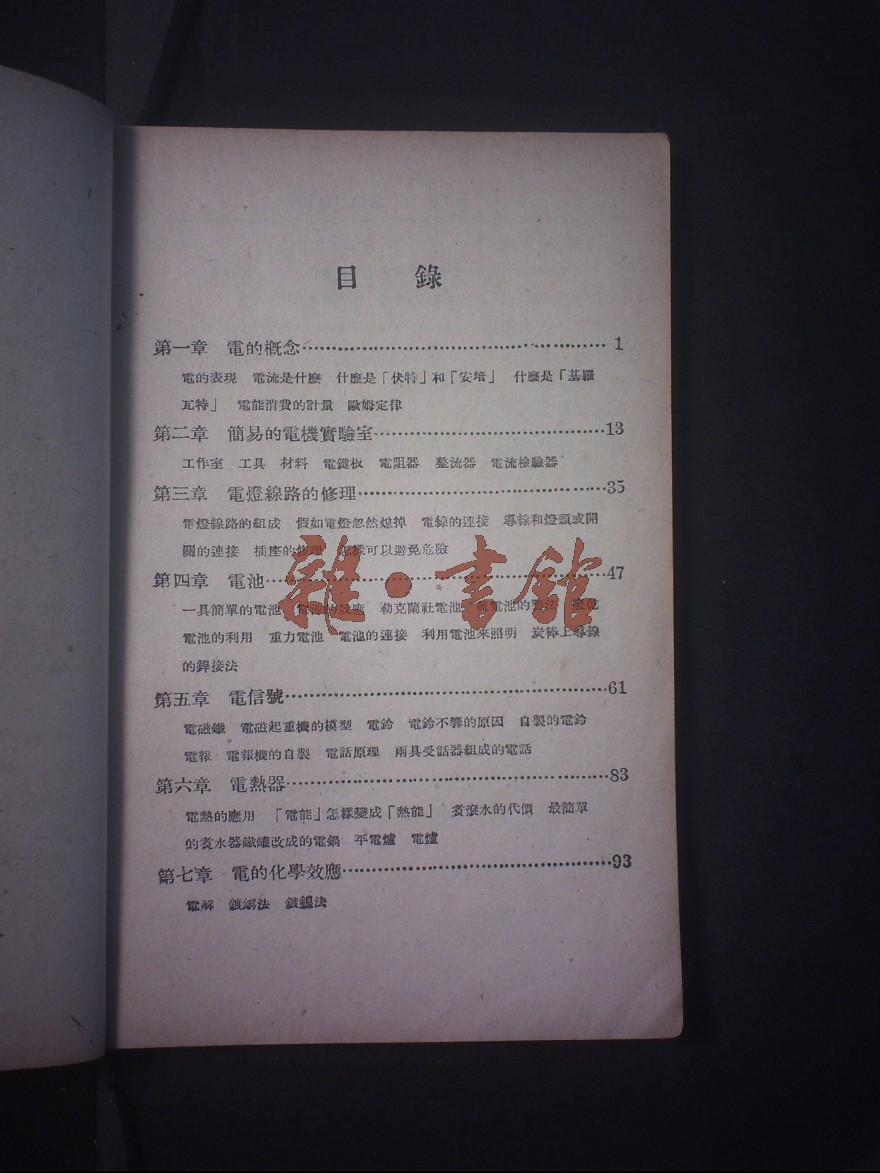 目 錄
第一章 電的概念 1
電的表現 電流是什麼 什麼是「伏特」和「安培」 什麼是「基羅
瓦特」 電能消費的計量 歐姆定律
第二章 簡易的電機實驗室 13
工作室 工具 材料 電鍵板 電阻器 整流器 電流檢驗器
第三章 電燈線路的修理 35
電燈線路的組成 假如電燈忽然熄掉 電線的連接 導線和燈頭或開
關的連接 插座的修理 怎樣可以避免危險
雜·書館
第四章 電池 47
一具簡單的電池 勒克蘭社電池
電池的利用 重力電池 電池的連接 利用電池來照明 炭棒上導線
的銲接法
第五章 電信號 61
電磁鐵 電磁起重機的模型 電鈴 電鈴不響的原因 自製的電鈴
電報 電報機的自製 電話原理 兩具受話器組成的電話
第六章 電熱器 83
電熱的應用 「電能」怎樣變成「熱能」 煑滾水的代價 最簡單
的煑水器鐵罐改成的電鍋 平電爐 電爐
第七章 電的化學效應 93
電解 鍍銅法 鍍鎳法